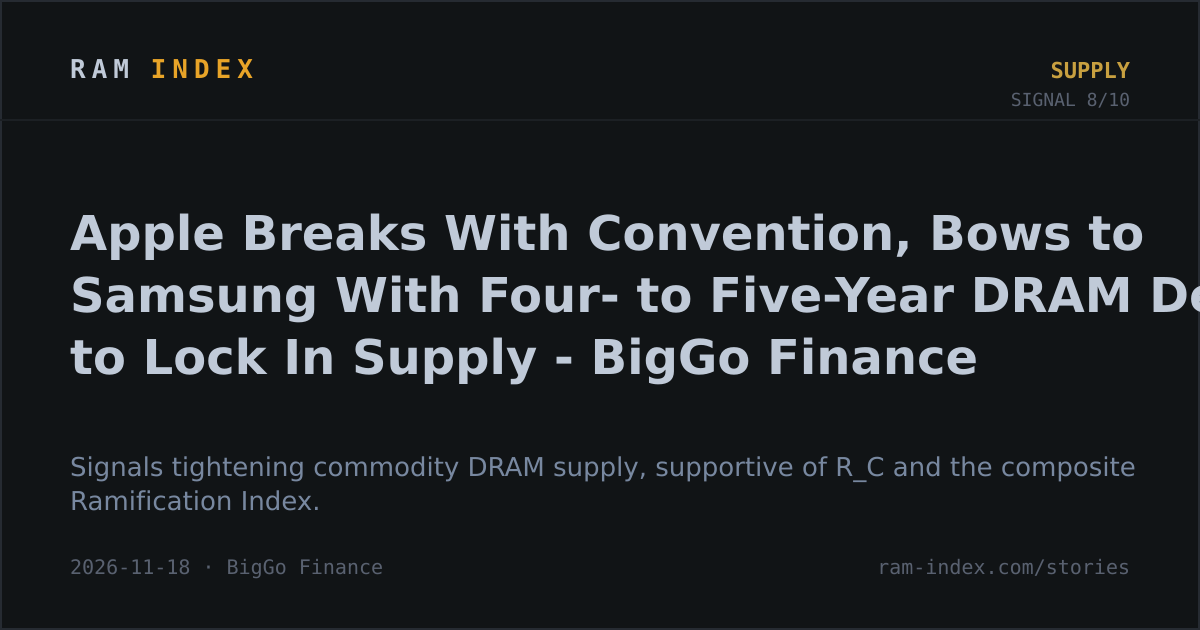 RAM INDEX
SUPPLY
SIGNAL 8/10
Apple Breaks With Convention, Bows to
Samsung With Four- to Five-Year DRAM
to Lock In Supply - BigGo Finance
Signals tightening commodity DRAM supply, supportive of R_C and the composite
Ramification Index.
2026-11-18 · BigGo Finance
ram-index.com/stories